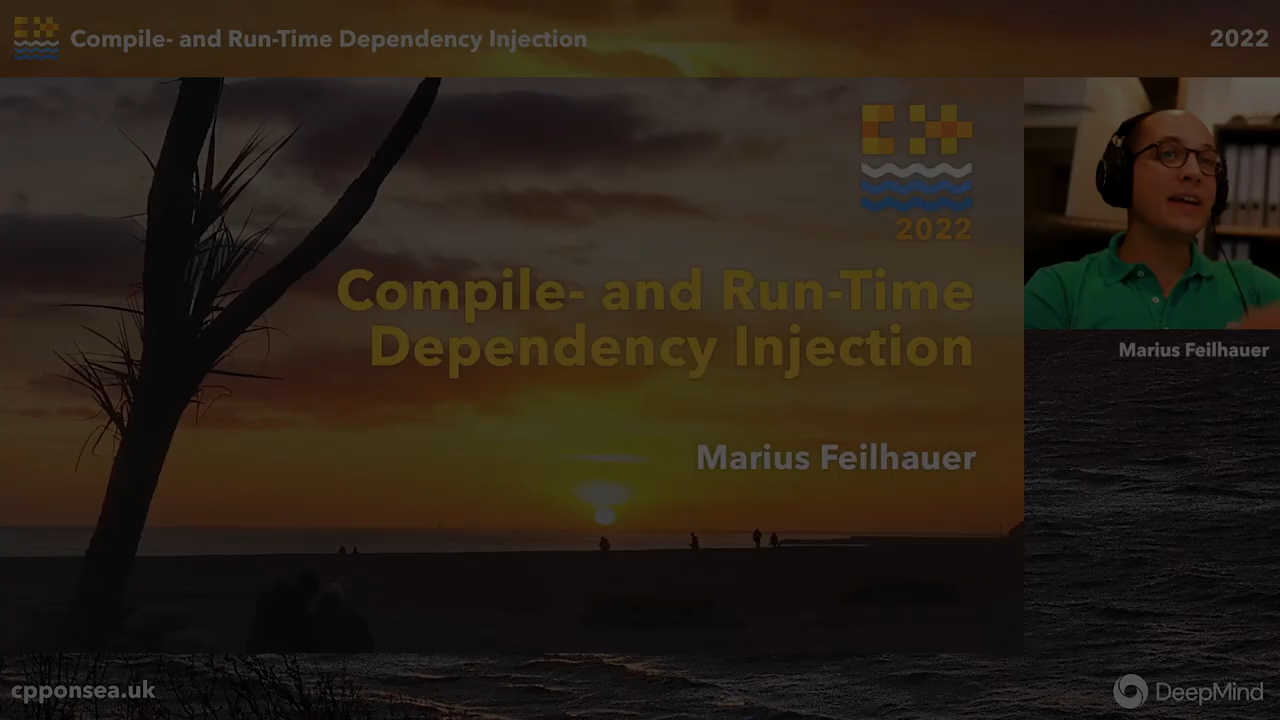 Compile- and Run-Time Dependency Injection
2022
2022
Compile- and Run-Time
Dependency Injection
Marius Feilhauer
Marius Feilhauer
cpponsea.uk
DeepMind